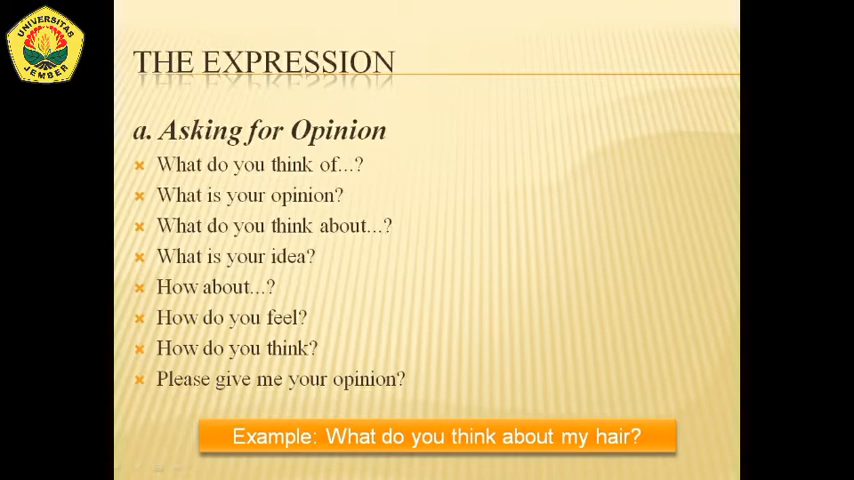 UNIVERSITAS
JEMBER
THE EXPRESSION
a. Asking for Opinion
What do you think of...?
What is your opinion?
What do you think about...?
What is your idea?
How about...?
How do you feel?
How do you think?
Please give me your opinion?
Example: What do you think about my hair?